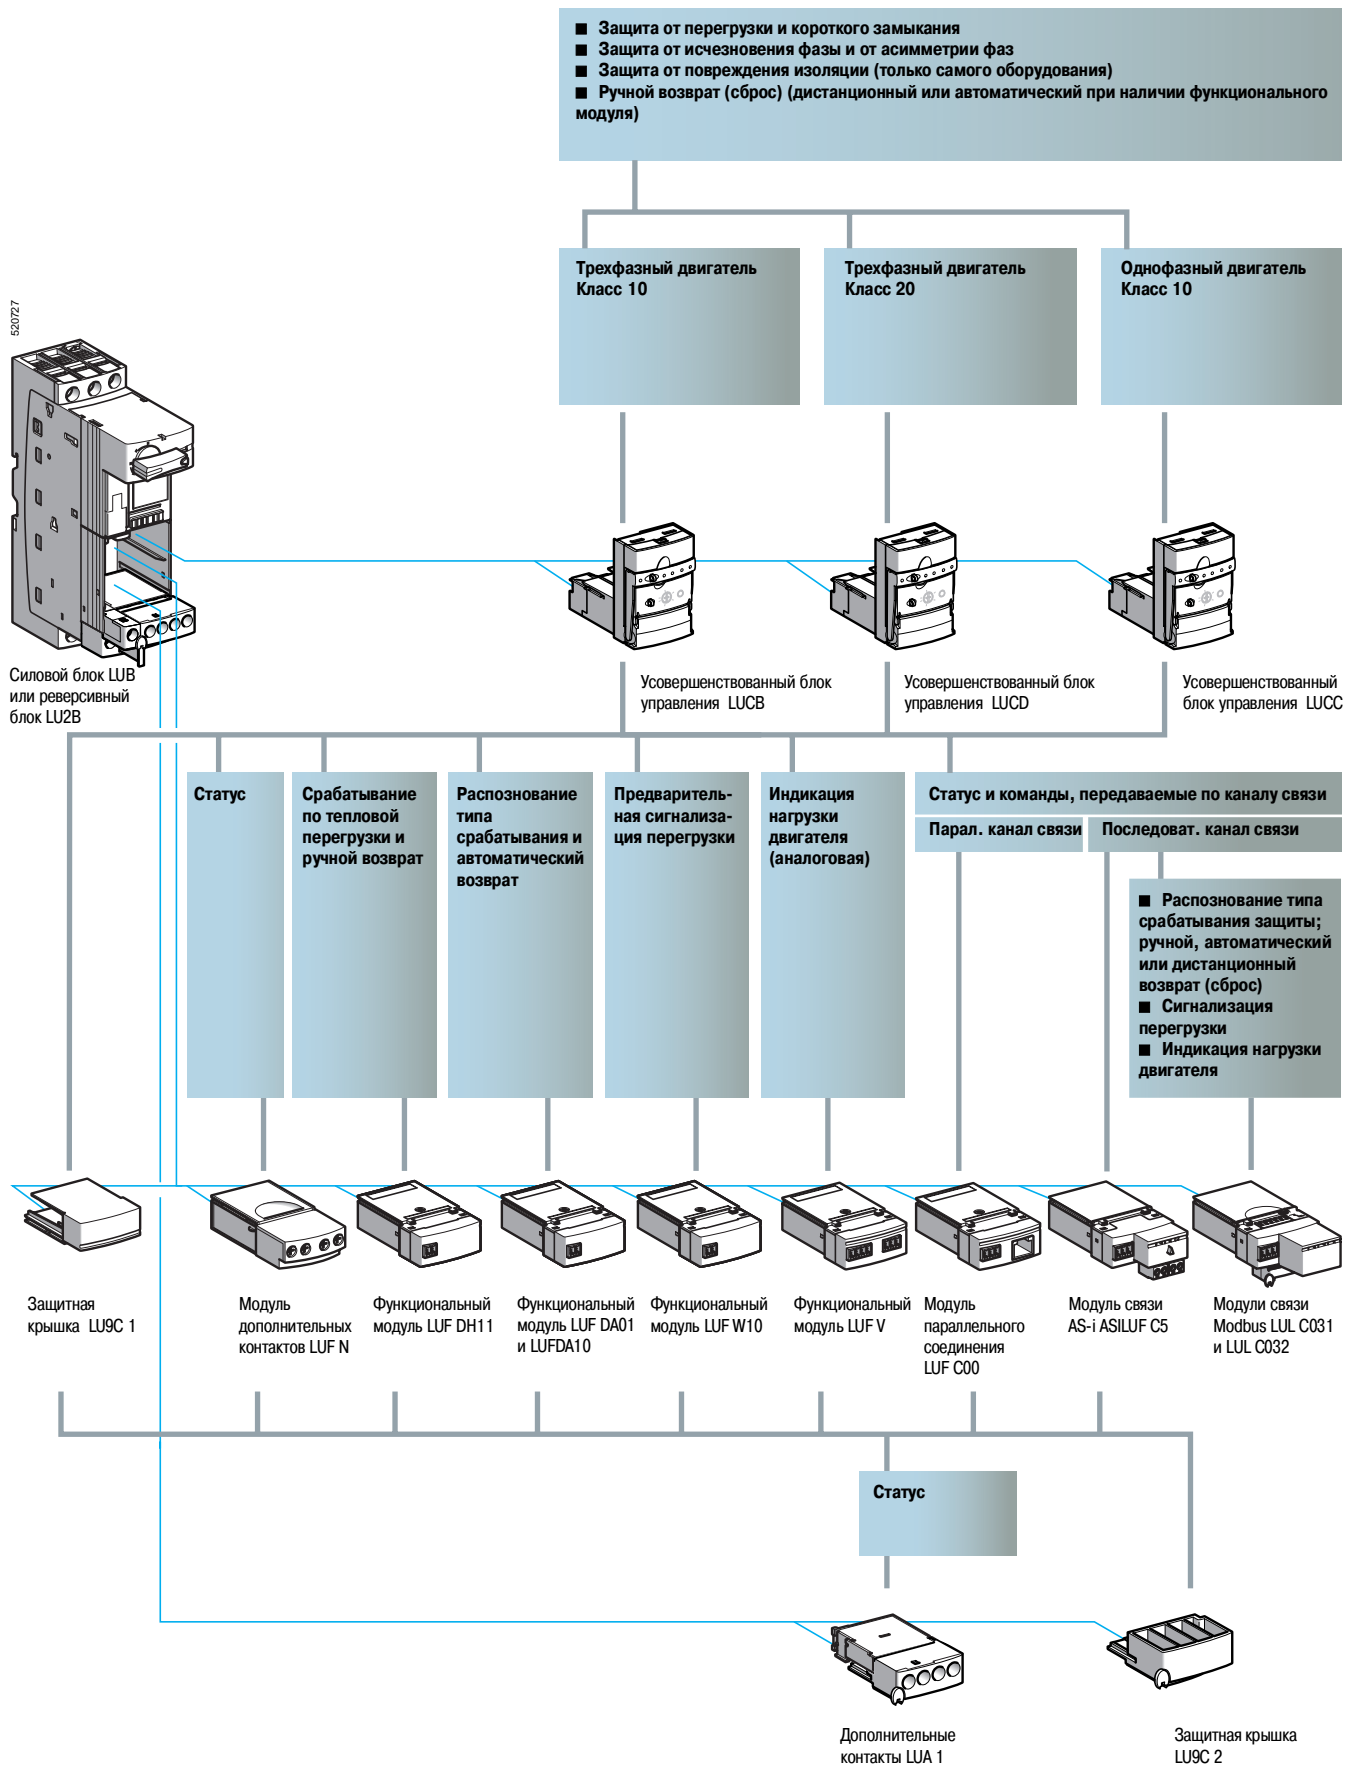 ■ Защита от перегрузки и короткого замыкания
■ Защита от исчезновения фазы и от асимметрии фаз
■ Защита от повреждения изоляции (только самого оборудования)
■ Ручной возврат (сброс) (дистанционный или автоматический при наличии функционального
модуля)
Трехфазный двигатель
Класс 10
Трехфазный двигатель
Класс 20
Однофазный двигатель
Класс 10
520727
Силовой блок LUB
или реверсивный
блок LU2B
Усовершенствованный блок
управления LUCB
Усовершенствованный блок
управления LUCD
Усовершенствованный
блок управления LUCC
Статус
Срабатывание
по тепловой
перегрузки и
ручной возврат
Распознование
типа
срабатывания и
автоматический
возврат
Предваритель-
ная сигнализа-
ция перегрузки
Индикация
нагрузки
двигателя
(аналоговая)
Статус и команды, передаваемые по каналу связи
Парал. канал связи
Последоват. канал связи
■ Распознование типа
срабатывания защиты;
ручной, автоматический
или дистанционный
возврат (сброс)
■ Сигнализация
перегрузки
■ Индикация нагрузки
двигателя
Защитная
крышка LU9C 1
Модуль
дополнительных
контактов LUF N
Функциональный
модуль LUF DH11
Функциональный
модуль LUF DA01
и LUFDA10
Функциональный
модуль LUF W10
Функциональный
модуль LUF V
Модуль
параллельного
соединения
LUF C00
Модуль связи
AS-i ASILUF C5
Модули связи
Modbus LUL C031
и LUL C032
Статус
Дополнительные
контакты LUA 1
Защитная крышка
LU9C 2